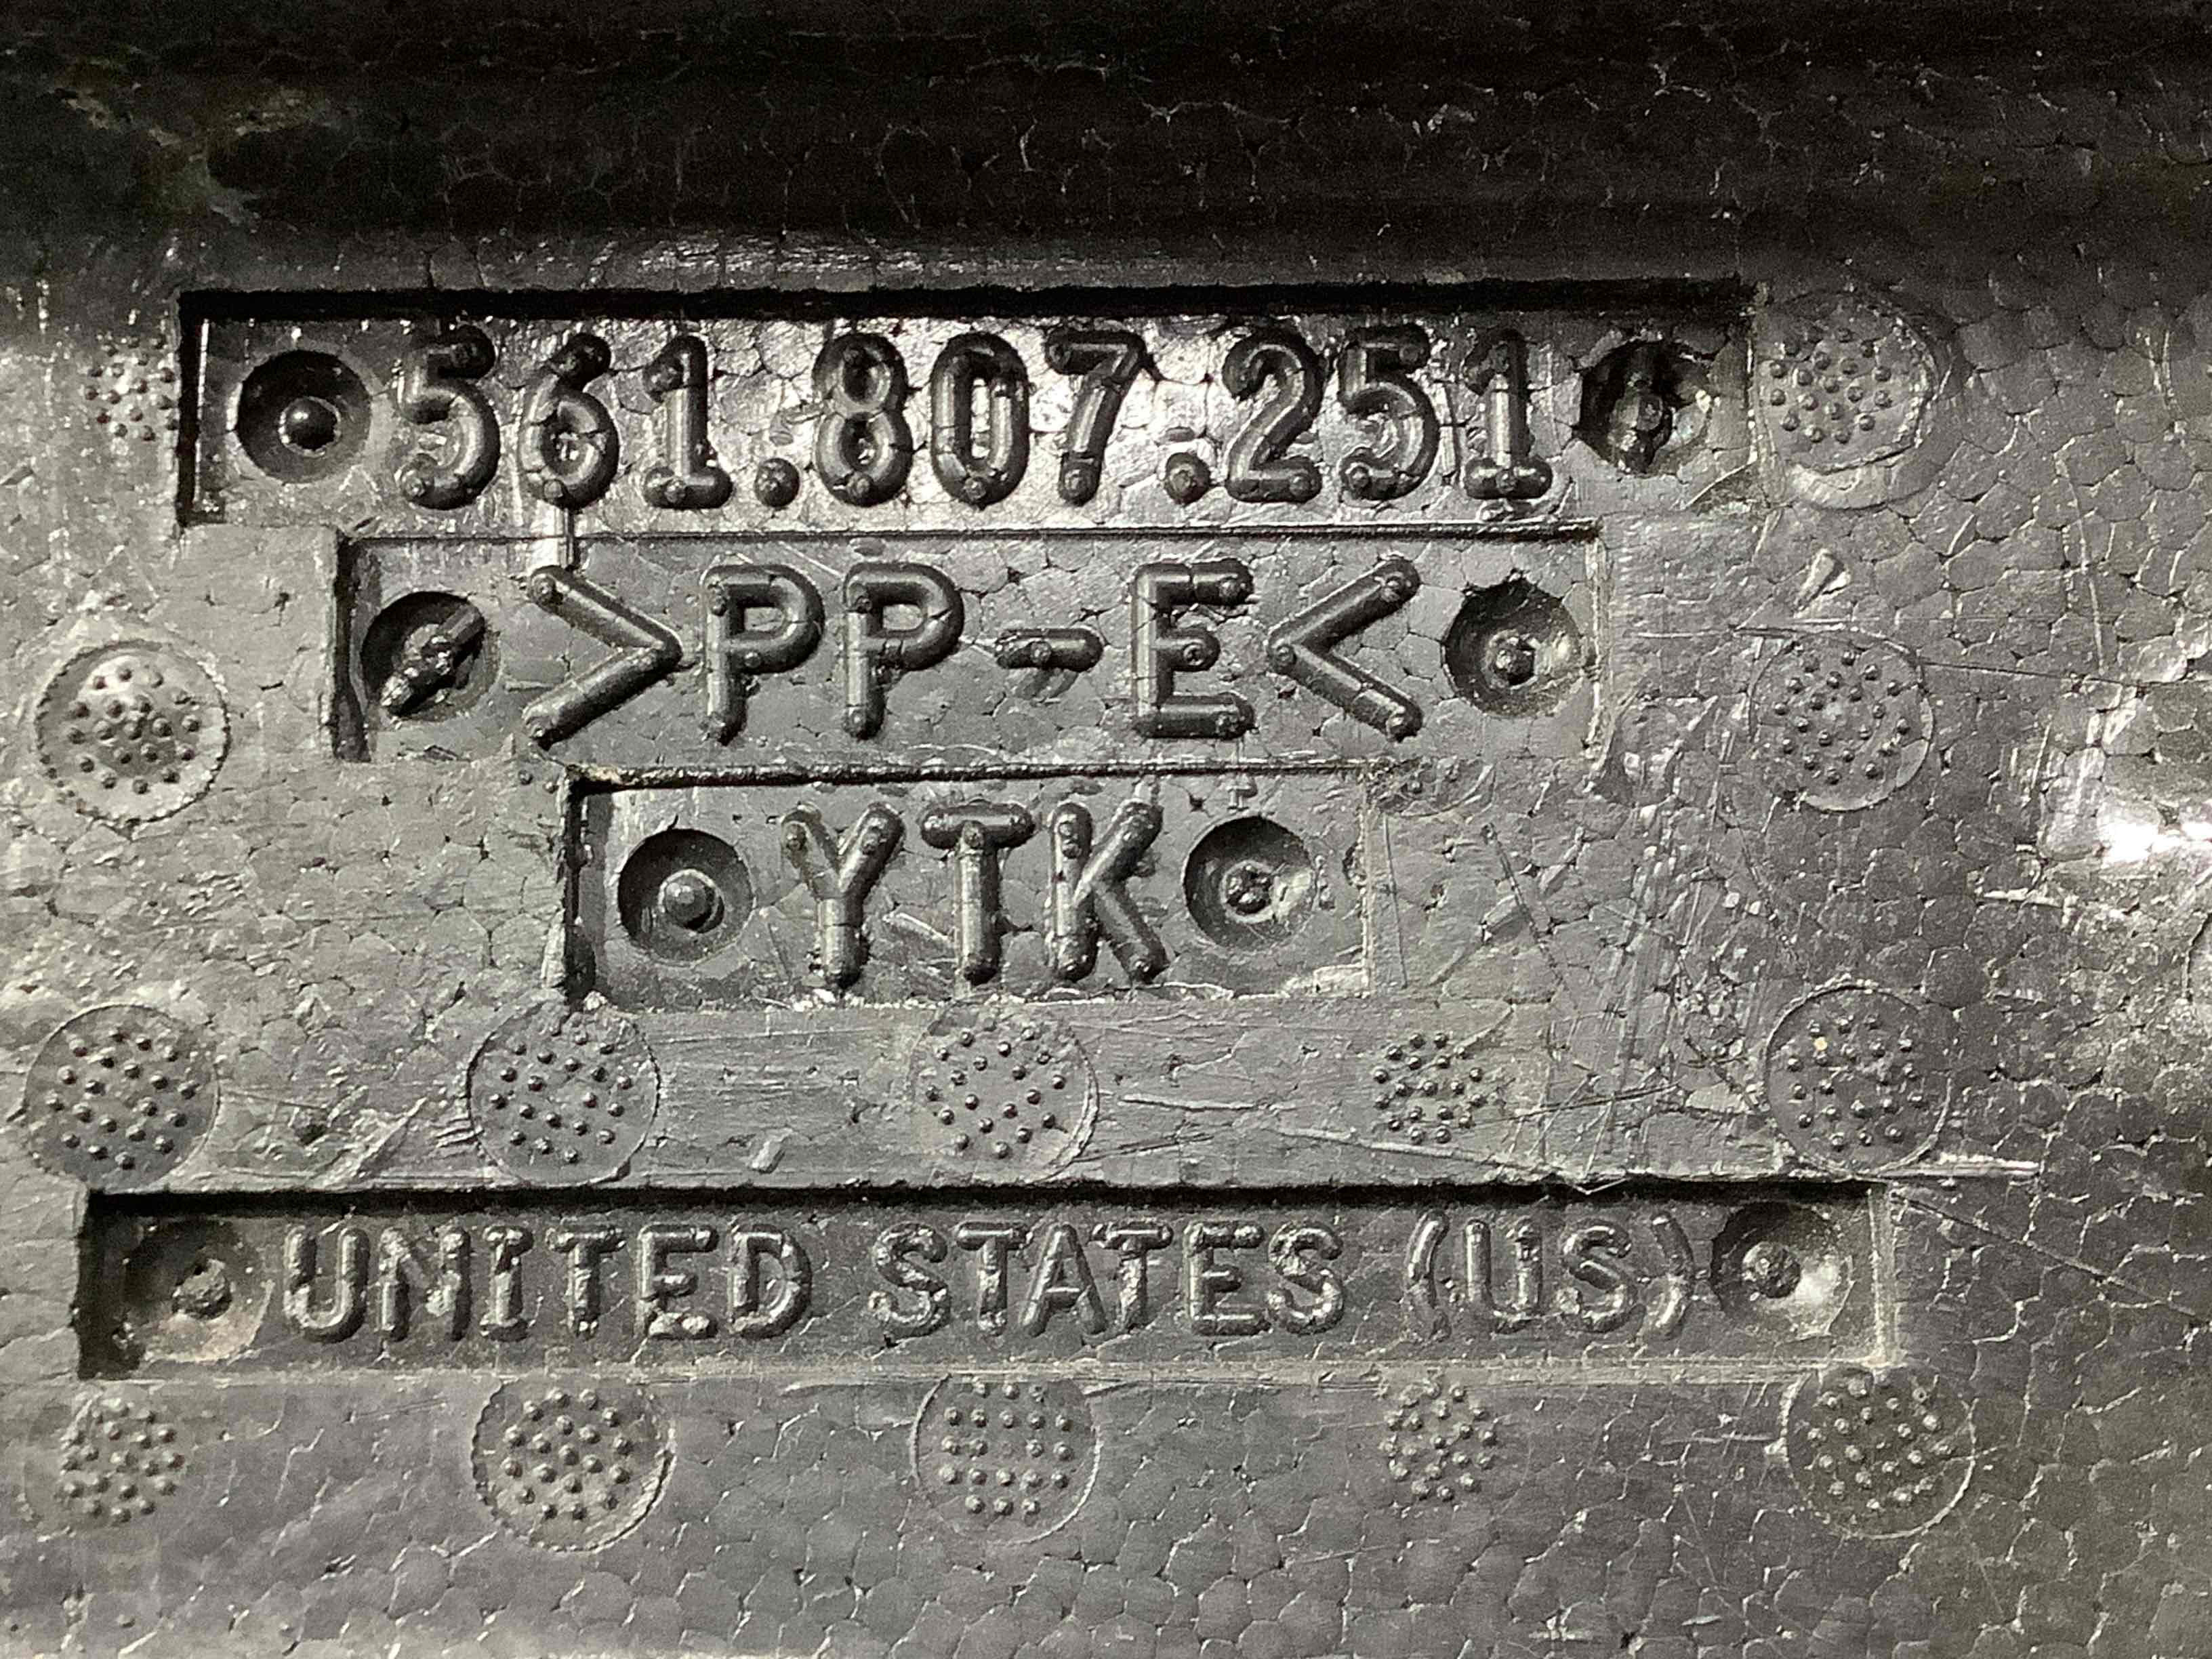 561.807.251
>PP-E<
YTK
UNITED STATES (US)